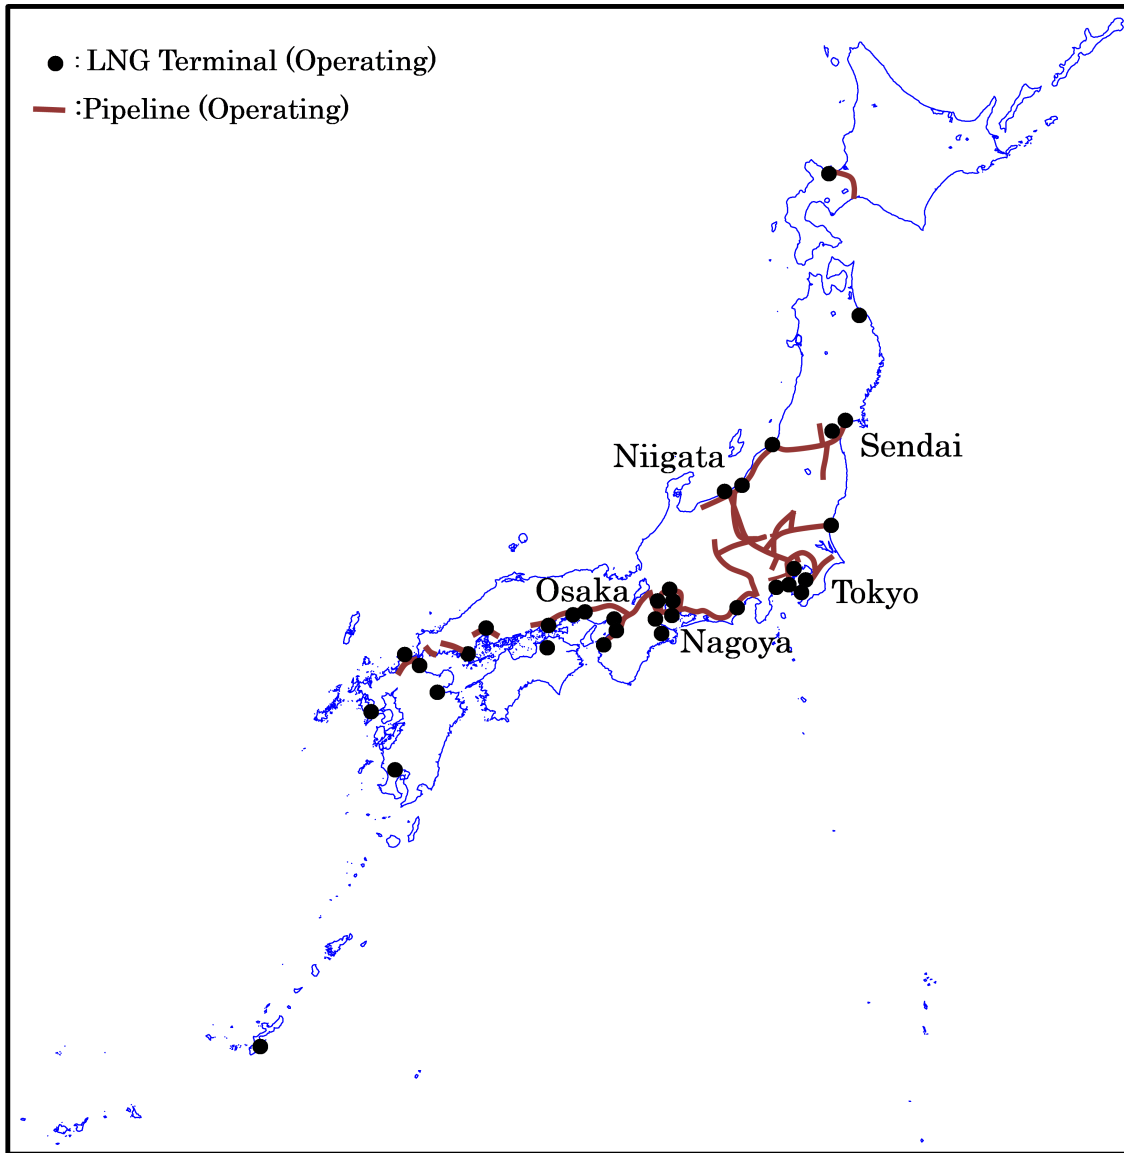 : LNG Terminal (Operating)
:Pipeline (Operating)
Niigata
Sendai
Osaka
Tokyo
Nagoya